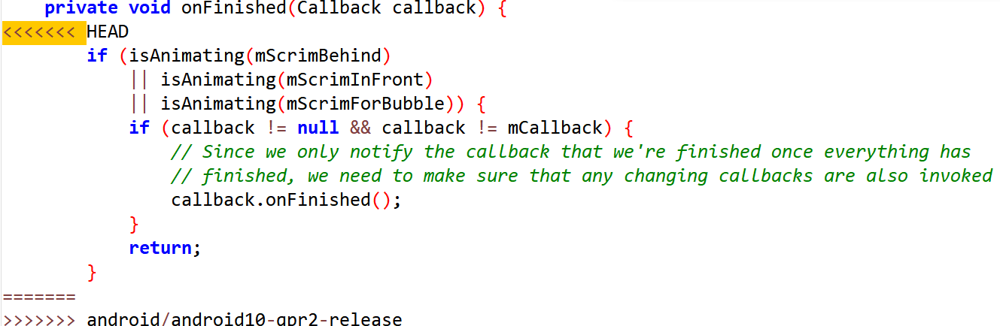 private void onFinished(Callback callback) {
<<<<<<< HEAD
if (isAnimating(mScrimBehind)
|| isAnimating(mScrimInFront)
|| isAnimating(mScrimForBubble)) {
if (callback != null && callback != mCallback) {
// Since we only notify the callback that we're finished once everything has
// finished, we need to make sure that any changing callbacks are also invoked
callback.onFinished();
}
return;
}
=======
>>>>>>> android/android10-qpr2-release